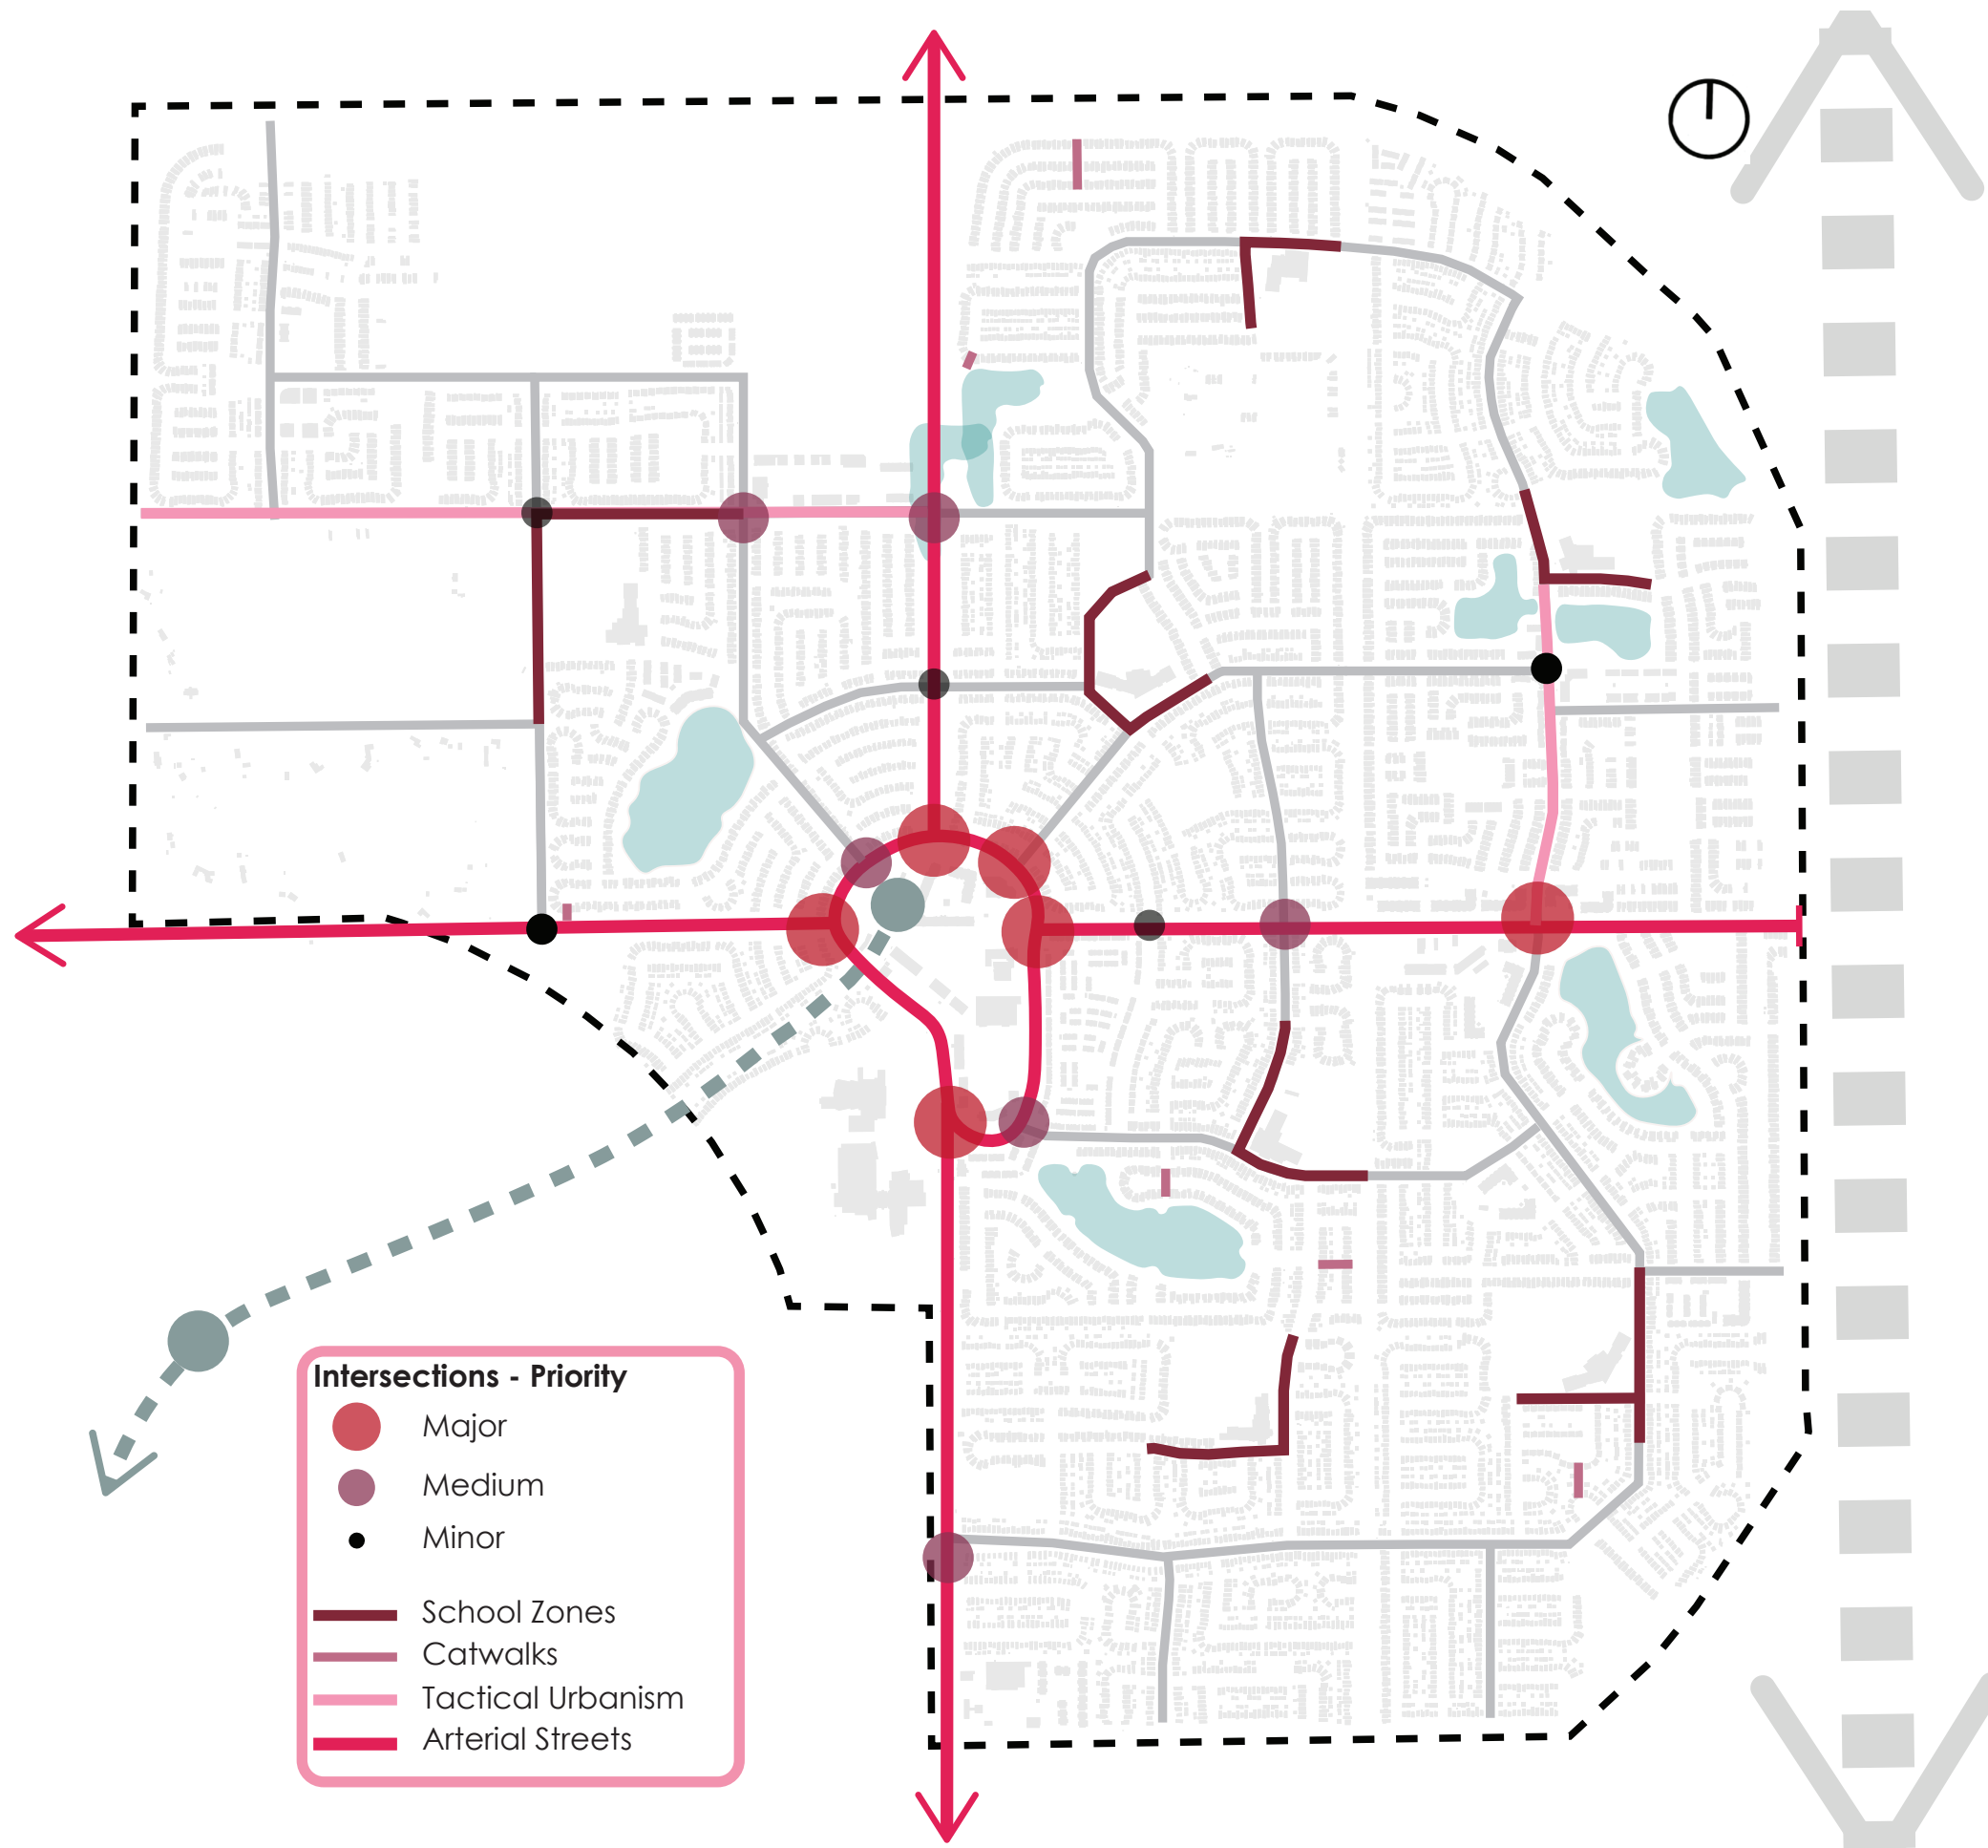 Intersections - Priority
Major
Medium
Minor
School Zones
Catwalks
Tactical Urbanism
Arterial Streets